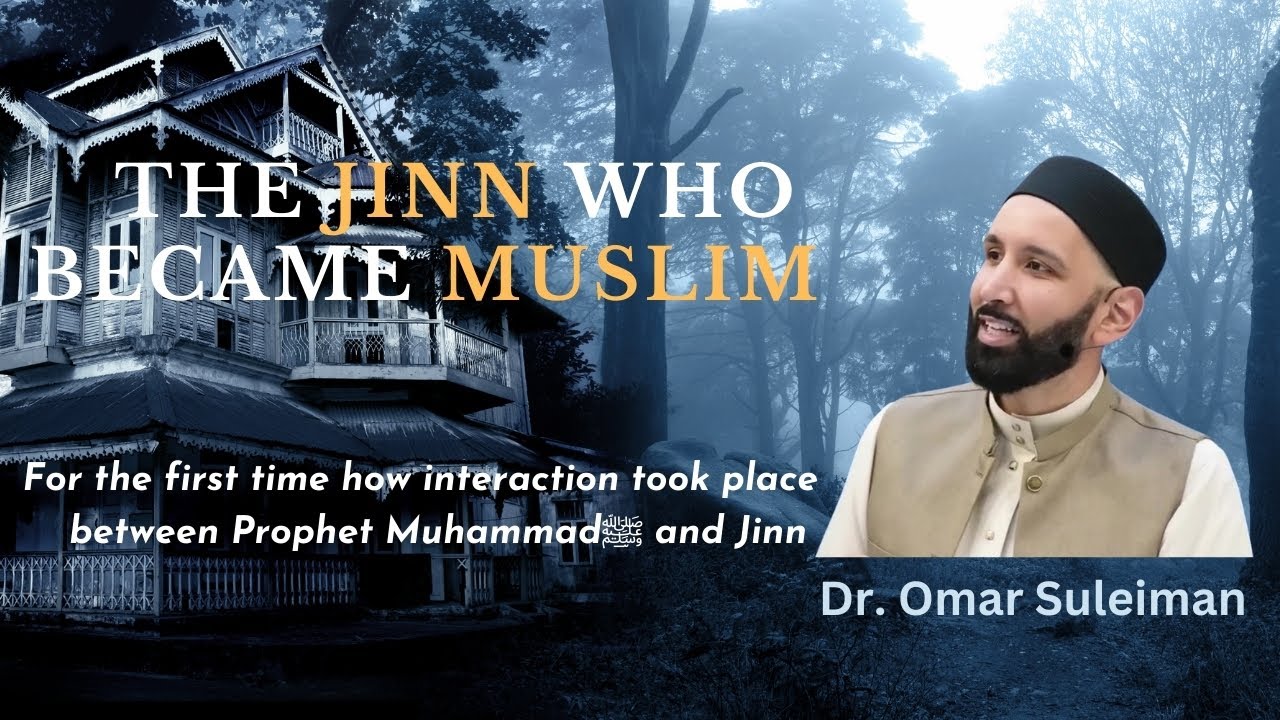 THE JINN WHO
BECAME MUSLIM
For the first time how interaction took place
between Prophet Muhammadﷺ and Jinn
Dr. Omar Suleiman